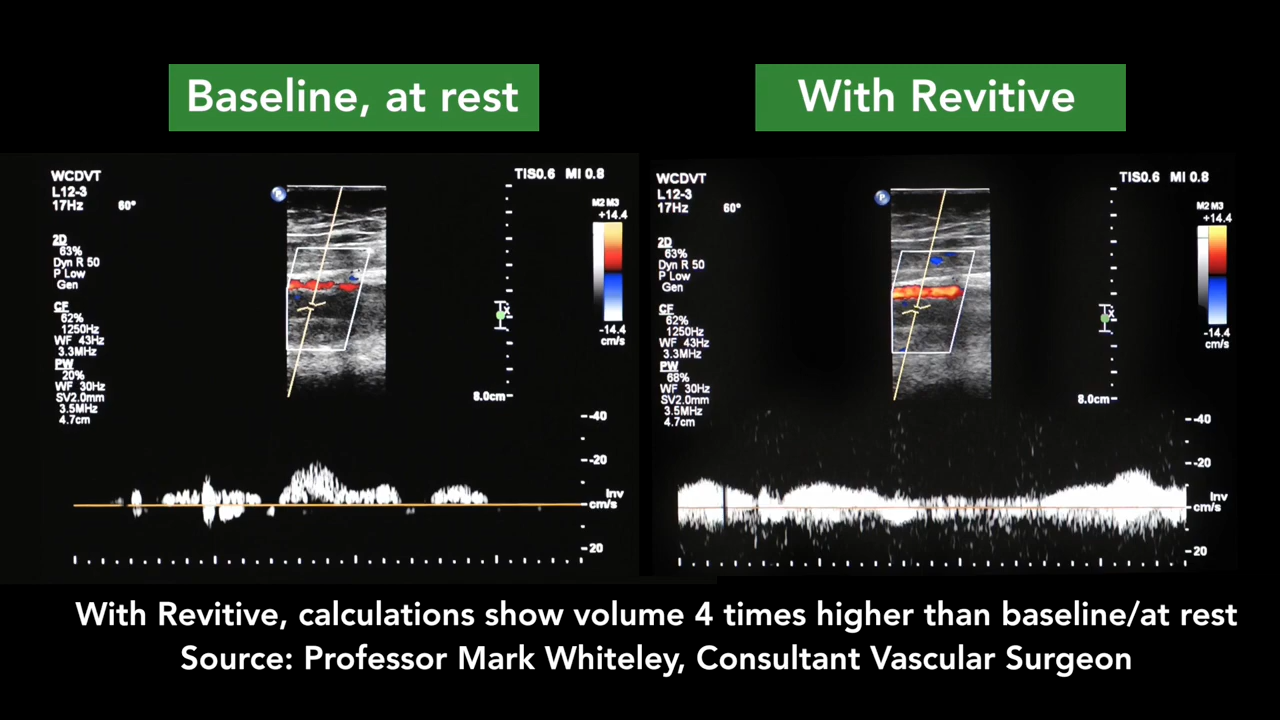 Baseline, at rest
With Revitive
WCDVT
L12-3
17Hz 60°
TIS0.6 MI 0.8
P
M2 M3
+14.4
-14.4
cm/s
2D
63%
Dyn R 50
P Low
Gen
CF
62%
1250Hz
WF 43Hz
3.3MHz
PW
20%
WF 30Hz
SV2.0mm
3.5MHz
4.7cm
x
8.0cm
-40
-20
Inv
cm/s
20
WCDVT
L12-3
17Hz 60°
TIS0.6 MI 0.8
P
M2 M3
+14.4
-14.4
cm/s
2D
63%
Dyn R 50
P Low
Gen
CF
62%
1250Hz
WF 43Hz
3.3MHz
PW
68%
WF 30Hz
SV2.0mm
3.5MHz
4.7cm
x
8.0cm
-40
-20
Inv
cm/s
20
With Revitive, calculations show volume 4 times higher than baseline/at rest
Source: Professor Mark Whiteley, Consultant Vascular Surgeon